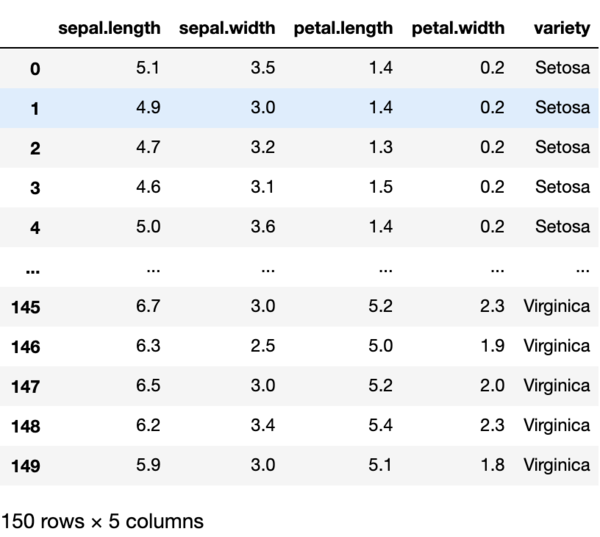 sepal.length sepal.width petal.length petal.width variety
0 5.1 3.5 1.4 0.2 Setosa
1 4.9 3.0 1.4 0.2 Setosa
2 4.7 3.2 1.3 0.2 Setosa
3 4.6 3.1 1.5 0.2 Setosa
4 5.0 3.6 1.4 0.2 Setosa
... ... ... ... ... ...
145 6.7 3.0 5.2 2.3 Virginica
146 6.3 2.5 5.0 1.9 Virginica
147 6.5 3.0 5.2 2.0 Virginica
148 6.2 3.4 5.4 2.3 Virginica
149 5.9 3.0 5.1 1.8 Virginica
150 rows × 5 columns